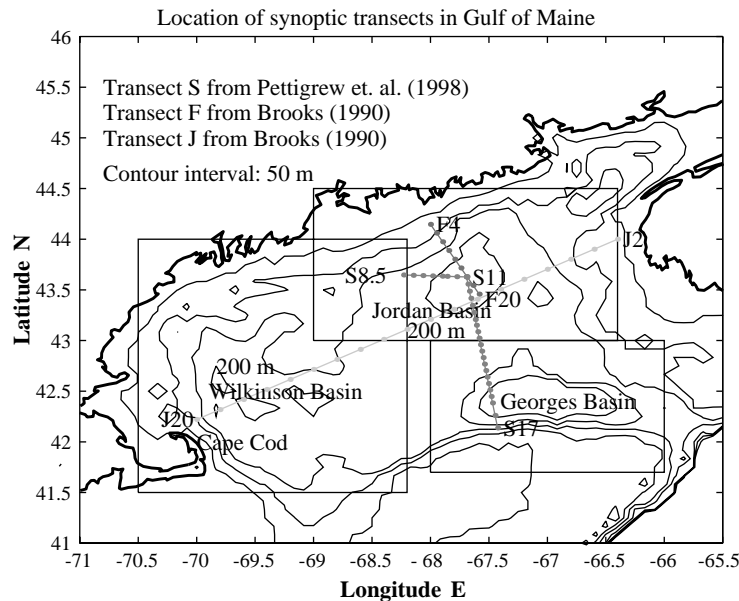 Location of synoptic transects in Gulf of Maine
46
45.5
45
44.5
44
43.5
43
42.5
42
41.5
41
Latitude N
Transect S from Pettigrew et. al. (1998)
Transect F from Brooks (1990)
Transect J from Brooks (1990)
Contour interval: 50 m
F4
J2
S8.5
S11
F20
Jordan Basin
200 m
200 m
Wilkinson Basin
Georges Basin
J20
S17
Cape Cod
-71
-70.5
-70
-69.5
-69
-68.5
-68
-67.5
-67
-66.5
-66
-65.5
Longitude E